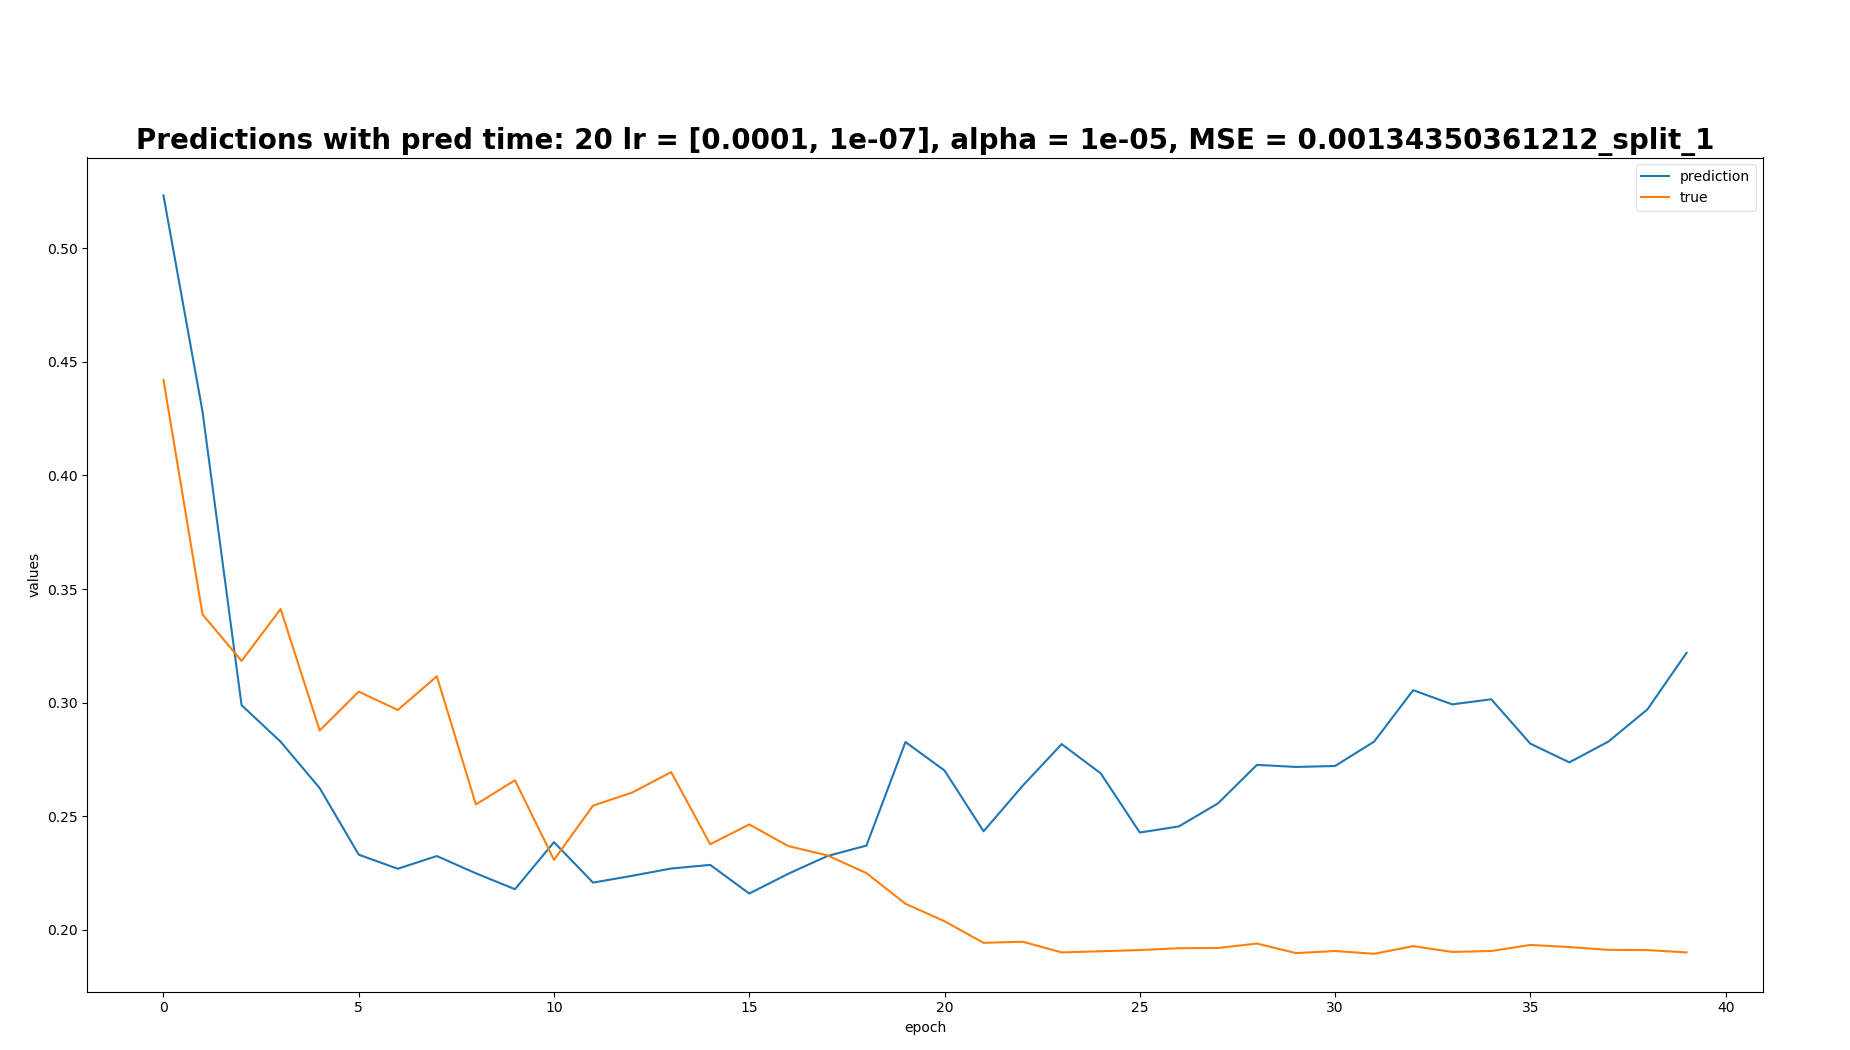 Predictions with pred time: 20 lr = [0.0001, 1e-07], alpha = 1e-05, MSE = 0.00134350361212_split_1
prediction
true
0.50
0.45
0.40
0.35
0.30
0.25
0.20
values
0 5 10 15 20 25 30 35 40
epoch